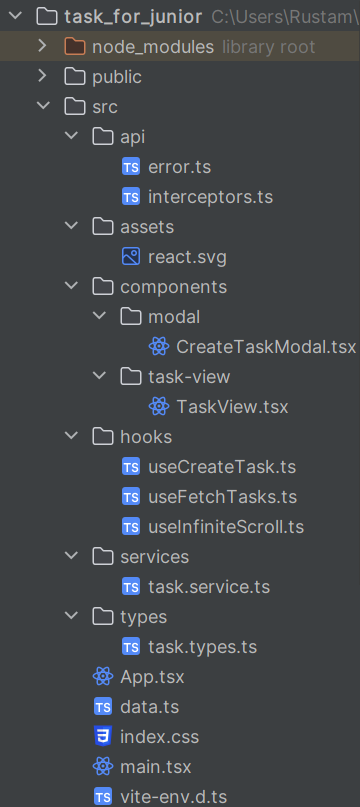 task_for_junior C:\Users\Rustam\
node_modules library root
public
src
api
TS error.ts
TS interceptors.ts
assets
react.svg
components
modal
CreateTaskModal.tsx
task-view
TaskView.tsx
hooks
TS useCreateTask.ts
TS useFetchTasks.ts
TS useInfiniteScroll.ts
services
TS task.service.ts
types
TS task.types.ts
App.tsx
TS data.ts
index.css
main.tsx
TS vite-env.d.ts